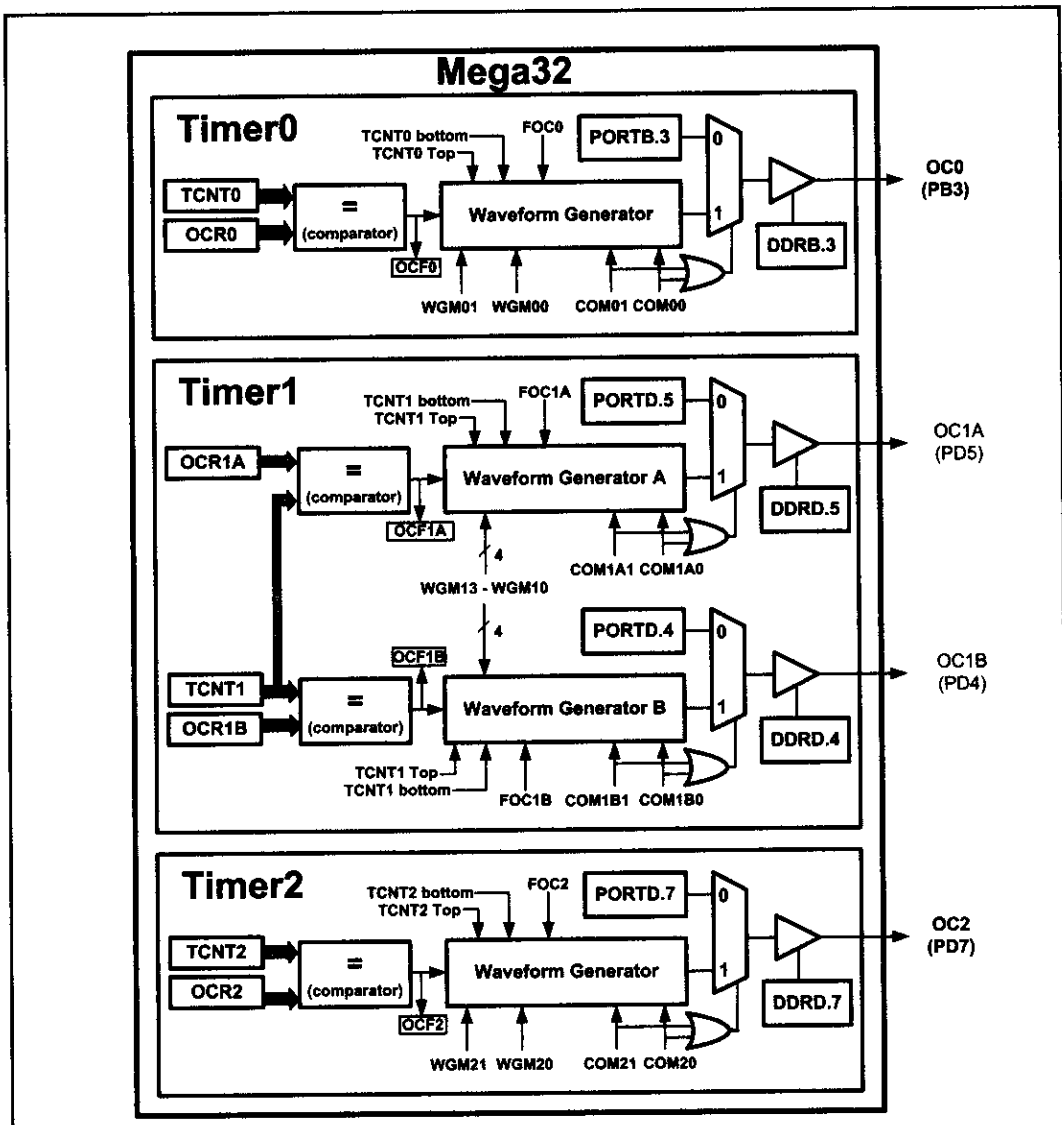 Mega32
Timer0
TCNT0 bottom
TCNT0 Top
FOC0
PORTB.3
0
OC0
(PB3)
TCNT0
OCR0
=
(comparator)
Waveform Generator
1
OCF0
DDRB.3
WGM01
WGM00
COM01
COM00
Timer1
TCNT1 bottom
TCNT1 Top
FOC1A
PORTD.5
0
OC1A
(PD5)
OCR1A
=
(comparator)
Waveform Generator A
1
OCF1A
DDRD.5
4
COM1A1
COM1A0
WGM13 - WGM10
4
PORTD.4
0
OCF1B
OC1B
(PD4)
TCNT1
OCR1B
=
(comparator)
Waveform Generator B
1
DDRD.4
TCNT1 Top
TCNT1 bottom
FOC1B
COM1B1
COM1B0
Timer2
TCNT2 bottom
TCNT2 Top
FOC2
PORTD.7
0
OC2
(PD7)
TCNT2
OCR2
=
(comparator)
Waveform Generator
1
OCF2
DDRD.7
WGM21
WGM20
COM21
COM20